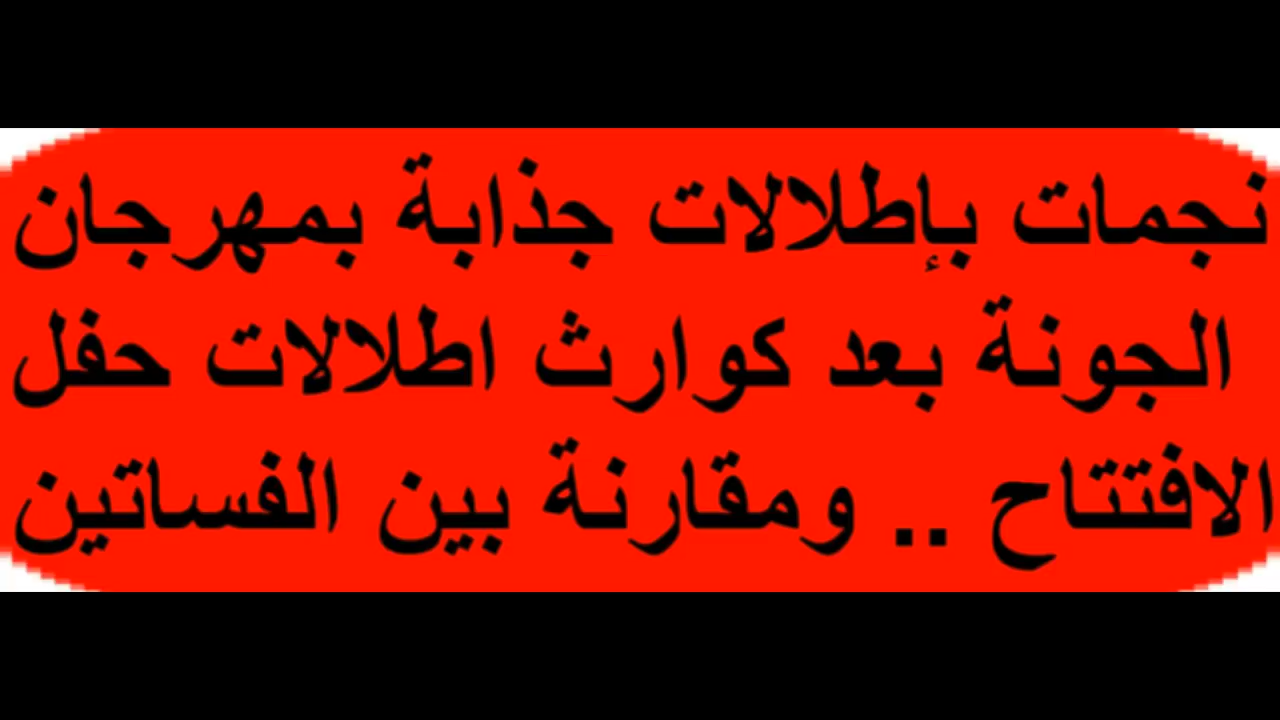 نجمات بإطلالات جذابة بمهرجان
الجونة بعد كوارث اطلالات حفل
الافتتاح .. ومقارنة بين الفساتين